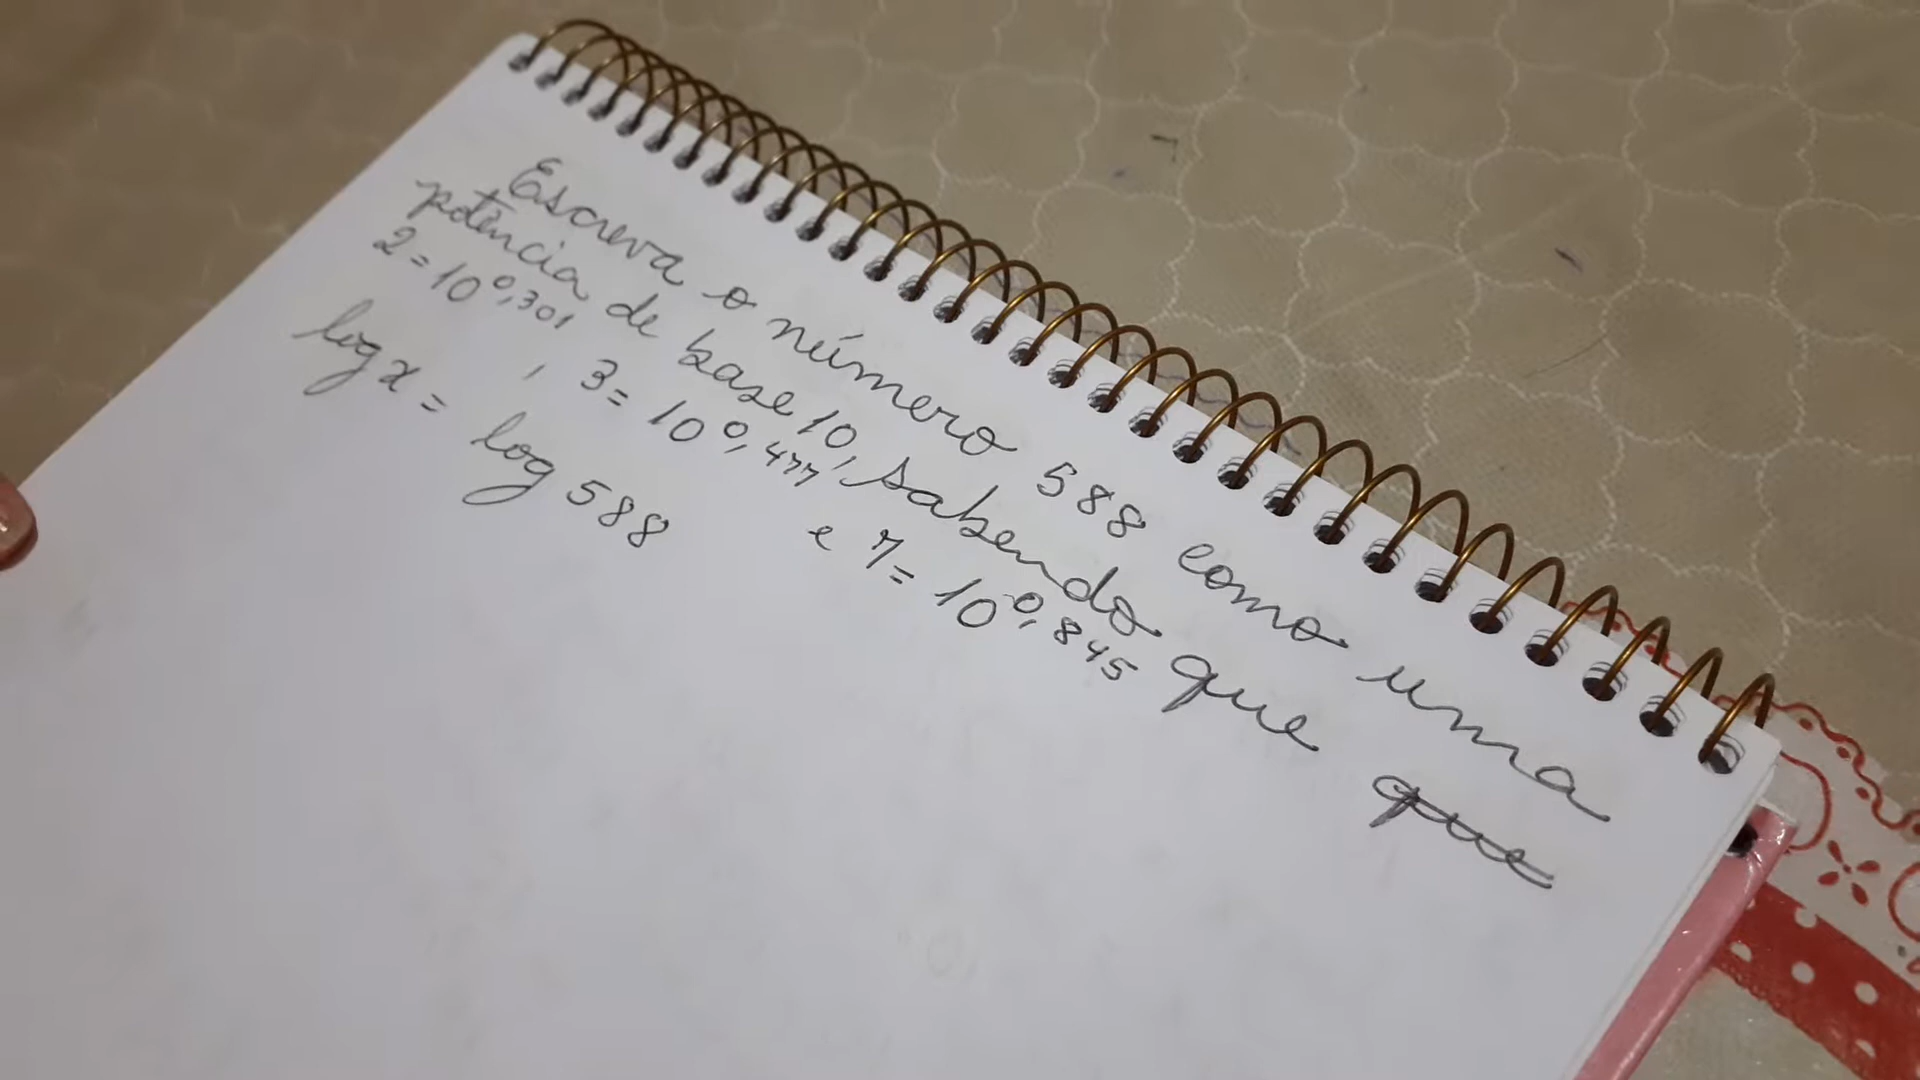 Escreva o número 588 como uma
potência de base 10, sabendo que que
2 = 10^0,301 , 3 = 10^0,477 e 7 = 10^0,845
log x = log 588